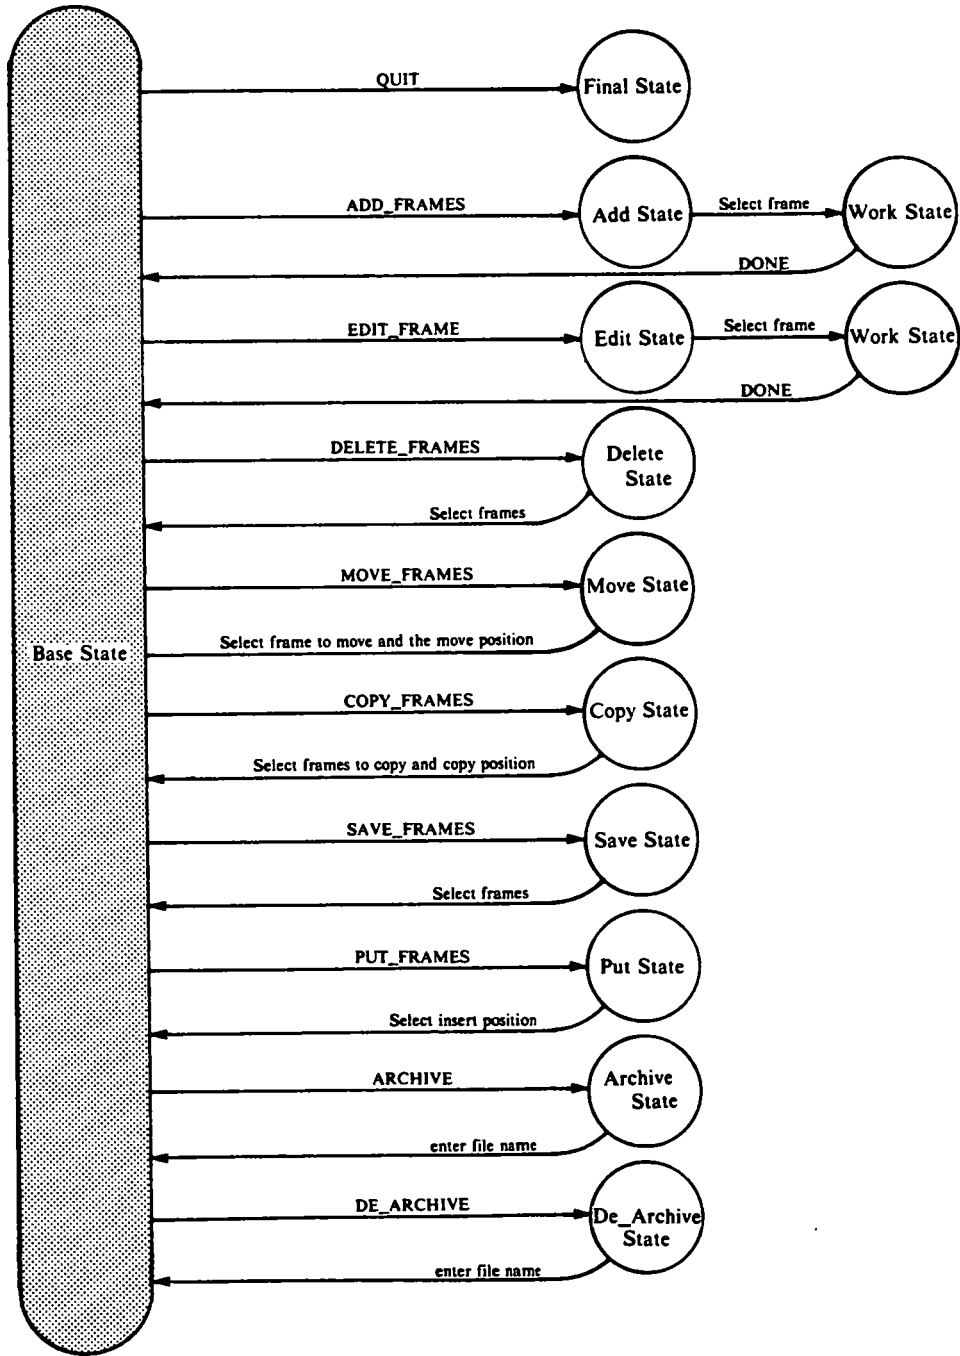 QUIT
Final State
ADD_FRAMES
Add State
Select frame
Work State
DONE
EDIT_FRAME
Edit State
Select frame
Work State
DONE
DELETE_FRAMES
Delete
State
Select frames
MOVE_FRAMES
Move State
Select frame to move and the move position
Base State
COPY_FRAMES
Copy State
Select frames to copy and copy position
SAVE_FRAMES
Save State
Select frames
PUT_FRAMES
Put State
Select insert position
ARCHIVE
Archive
State
enter file name
DE_ARCHIVE
De_Archive
State
enter file name